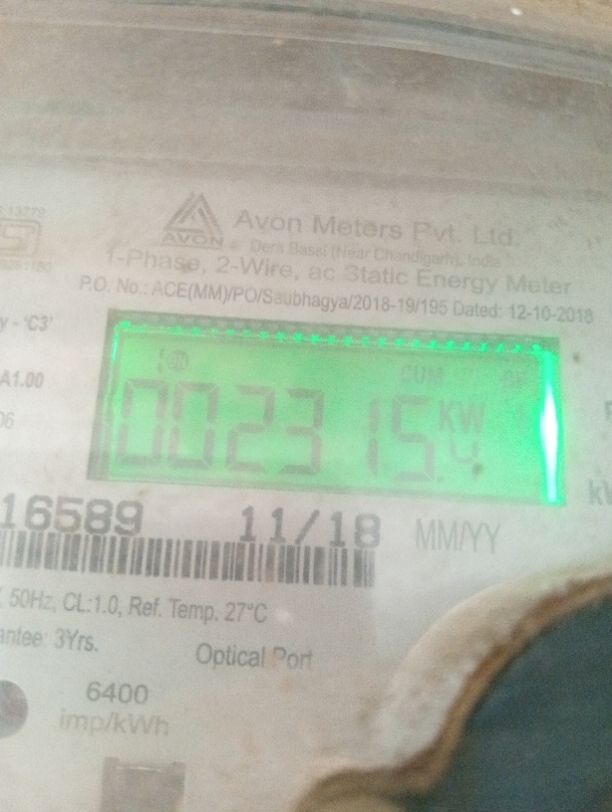 AVON
Avon Meters Pvt. Ltd.
Dera Bassi (Near Chandigarh), India
1-Phase, 2-Wire, ac Static Energy Meter
P.O. No.: ACE(MM)/PO/Saubhagya/2018-19/195 Dated: 12-10-2018
y - 'C3'
A1.00
06
CUM
KW
002315.4
16589 11/18 MM/YY
50Hz, CL:1.0, Ref. Temp. 27°C
antee: 3Yrs.
Optical Port
6400
imp/kWh